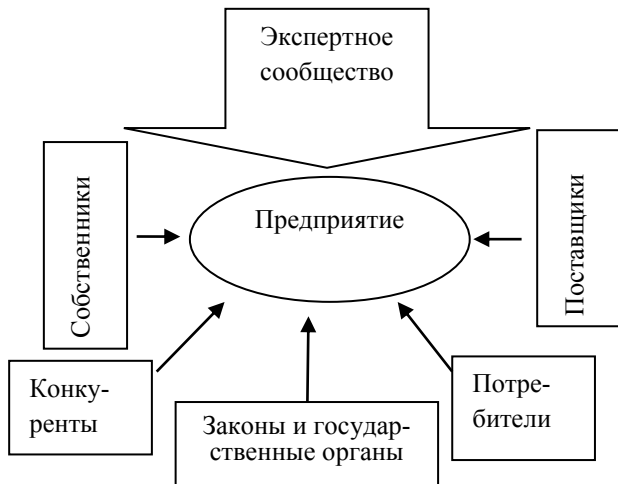 Экспертное
сообщество
Собственники
Предприятие
Поставщики
Конку-
ренты
Законы и государ-
ственные органы
Потре-
бители